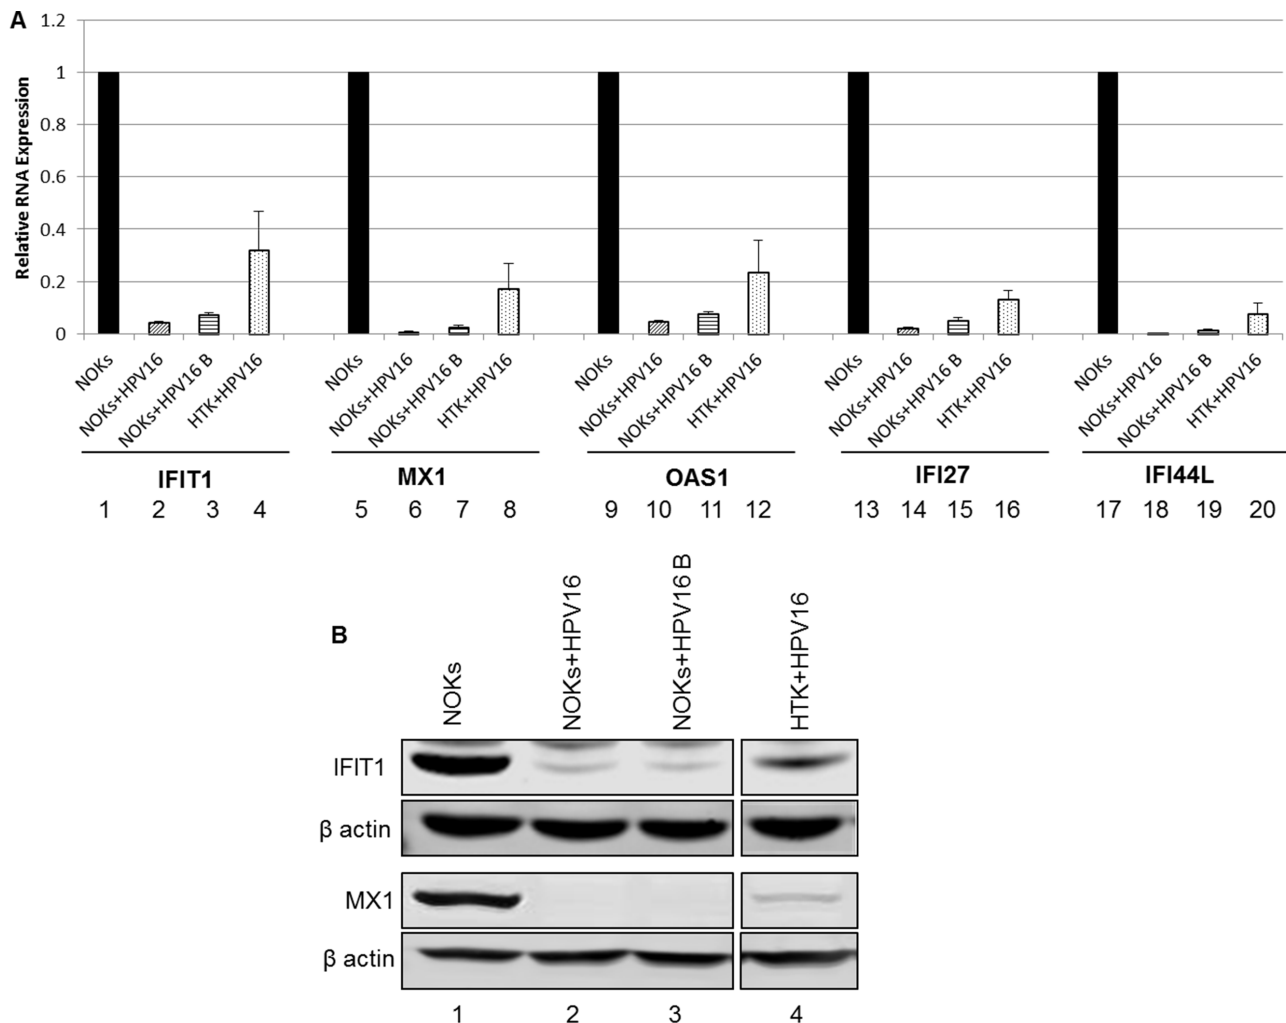 A
Relative RNA Expression
1.2
1
0.8
0.6
0.4
0.2
0
NOKs NOKs+HPV16 NOKs+HPV16 B HTK+HPV16 NOKs NOKs+HPV16 NOKs+HPV16 B HTK+HPV16 NOKs NOKs+HPV16 NOKs+HPV16 B HTK+HPV16 NOKs NOKs+HPV16 NOKs+HPV16 B HTK+HPV16 NOKs NOKs+HPV16 NOKs+HPV16 B HTK+HPV16
IFIT1 MX1 OAS1 IFI27 IFI44L
1 2 3 4 5 6 7 8 9 10 11 12 13 14 15 16 17 18 19 20
B
NOKs NOKs+HPV16 NOKs+HPV16 B HTK+HPV16
IFIT1
β actin
MX1
β actin
1 2 3 4